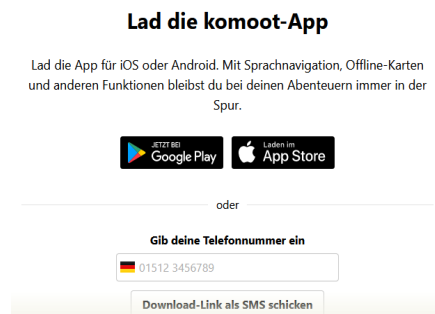 Lad die komoot-App
Lad die App für iOS oder Android. Mit Sprachnavigation, Offline-Karten
und anderen Funktionen bleibst du bei deinen Abenteuern immer in der
Spur.
JETZT BEI
Google Play
Laden im
App Store
oder
Gib deine Telefonnummer ein
01512 3456789
Download-Link als SMS schicken